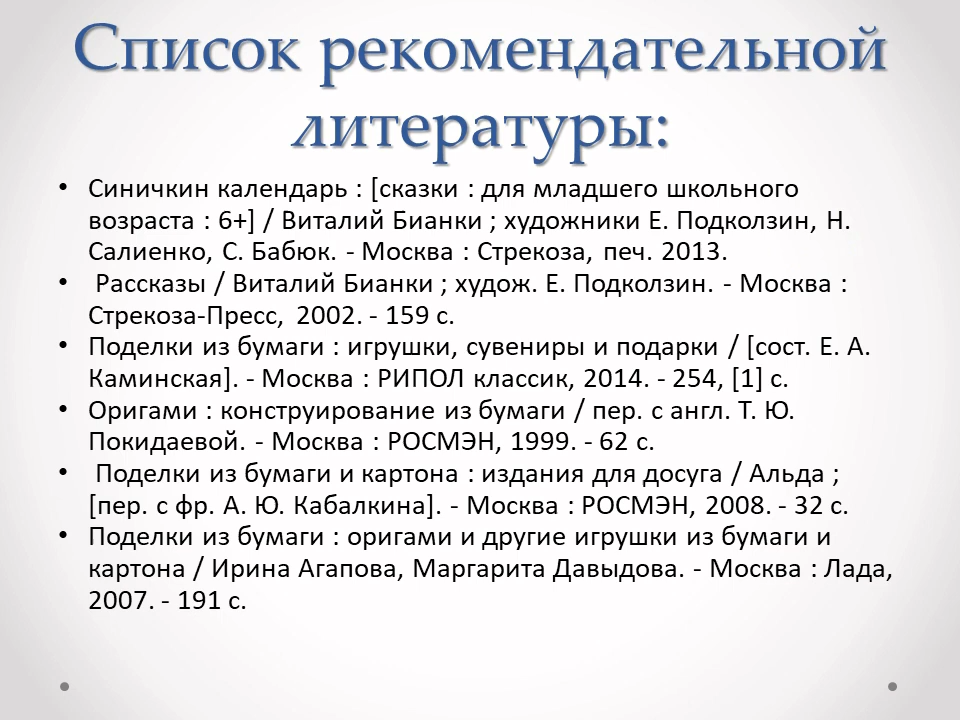 Список рекомендательной
литературы:
• Синичкин календарь : [сказки : для младшего школьного
возраста : 6+] / Виталий Бианки ; художники Е. Подколзин, Н.
Салиенко, С. Бабюк. - Москва : Стрекоза, печ. 2013.
• Рассказы / Виталий Бианки ; худож. Е. Подколзин. - Москва :
Стрекоза-Пресс, 2002. - 159 с.
• Поделки из бумаги : игрушки, сувениры и подарки / [сост. Е. А.
Каминская]. - Москва : РИПОЛ классик, 2014. - 254, [1] с.
• Оригами : конструирование из бумаги / пер. с англ. Т. Ю.
Покидаевой. - Москва : РОСМЭН, 1999. - 62 с.
• Поделки из бумаги и картона : издания для досуга / Альда ;
[пер. с фр. А. Ю. Кабалкина]. - Москва : РОСМЭН, 2008. - 32 с.
• Поделки из бумаги : оригами и другие игрушки из бумаги и
картона / Ирина Агапова, Маргарита Давыдова. - Москва : Лада,
2007. - 191 с.